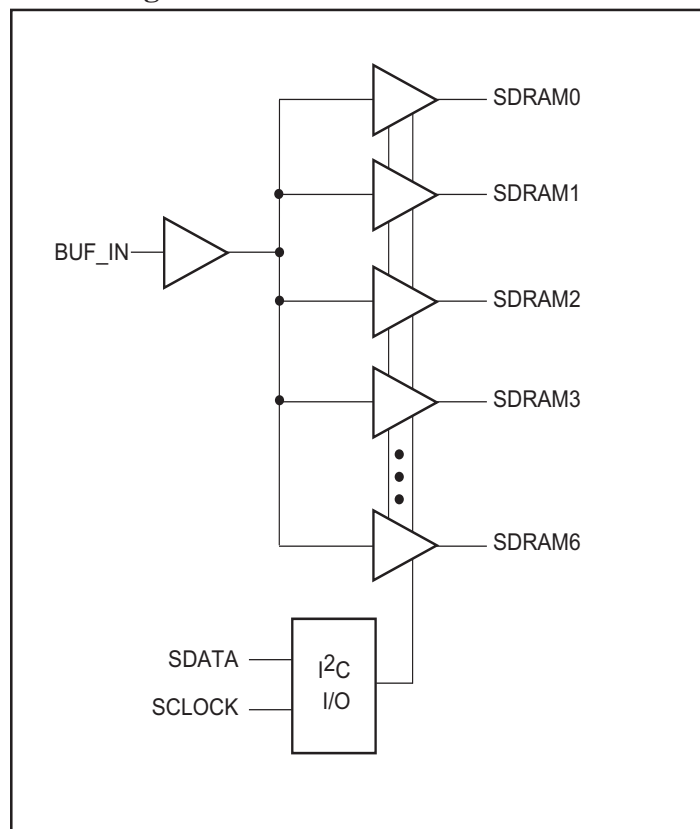 SDRAM0
SDRAM1
BUF_IN
SDRAM2
SDRAM3
SDRAM6
SDATA
SCLOCK
I²C
I/O